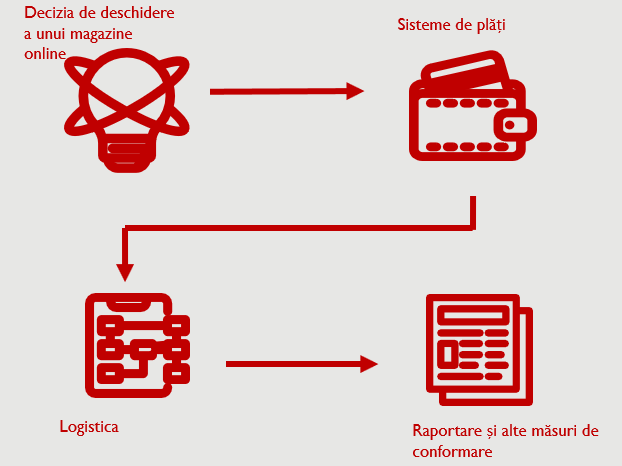 Decizia de deschidere
a unui magazine
online
Sisteme de plăți
Logistica
Raportare și alte măsuri de
conformare